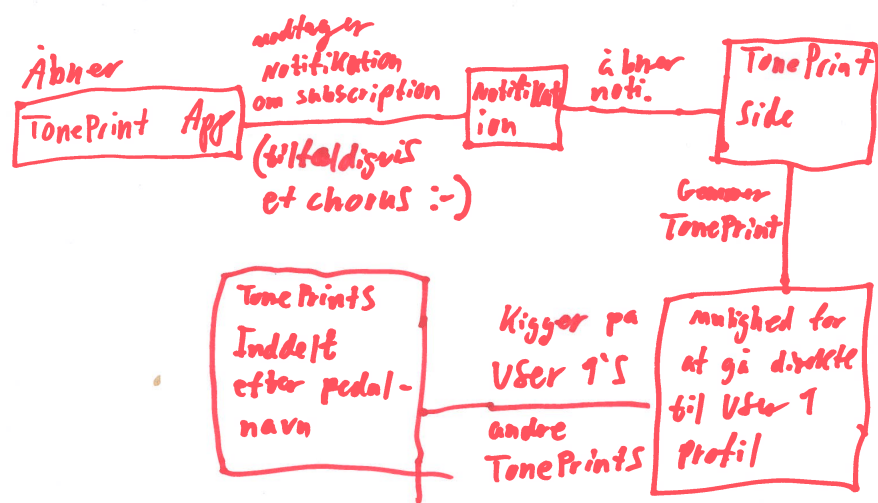 Åbner
TonePrint App
modtager
Notifikation
om subscription
(tilfældigvis
et chorus :-)
Notifikat
ion
åbner
noti.
TonePrint
side
Gemmer
TonePrint
mulighed for
at gå direkte
til User 1
profil
Kigger pa
User 1's
andre
TonePrints
TonePrints
Inddelt
efter pedal-
navn